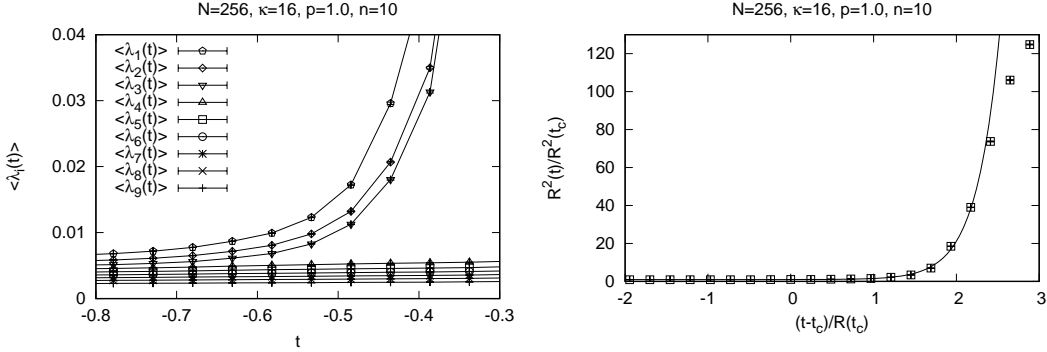 N=256, κ=16, p=1.0, n=10
<λi(t)>
0.04
0.03
0.02
0.01
0
<λ1(t)>
<λ2(t)>
<λ3(t)>
<λ4(t)>
<λ5(t)>
<λ6(t)>
<λ7(t)>
<λ8(t)>
<λ9(t)>
-0.8 -0.7 -0.6 -0.5 -0.4 -0.3
t
N=256, κ=16, p=1.0, n=10
R²(t)/R²(tc)
120
100
80
60
40
20
0
-2 -1 0 1 2 3
(t-tc)/R(tc)